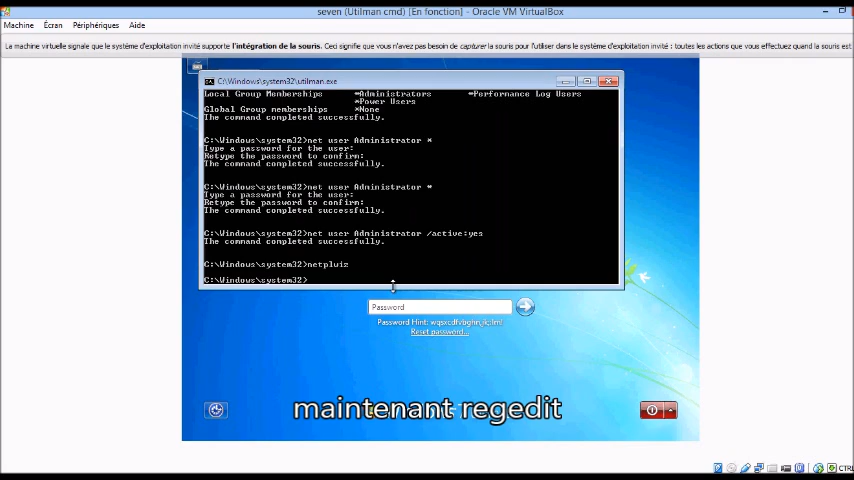 seven (Utilman cmd) [En fonction] - Oracle VM VirtualBox
Machine Écran Périphériques Aide
La machine virtuelle signale que le système d'exploitation invité supporte l'intégration de la souris. Ceci signifie que vous n'avez pas besoin de capturer la souris pour l'utiliser dans le système d'exploitation invité : toutes les actions que vous effectuez quand la souris est
C:\Windows\system32\utilman.exe
Local Group Memberships *Administrators *Performance Log Users
*Power Users
Global Group memberships *None
The command completed successfully.
C:\Windows\system32>net user Administrator *
Type a password for the user:
Retype the password to confirm:
The command completed successfully.
C:\Windows\system32>net user Administrator *
Type a password for the user:
Retype the password to confirm:
The command completed successfully.
C:\Windows\system32>net user Administrator /active:yes
The command completed successfully.
C:\Windows\system32>netplwiz
C:\Windows\system32>
Password
Password Hint:
Reset password...
maintenant regedit
CTRL